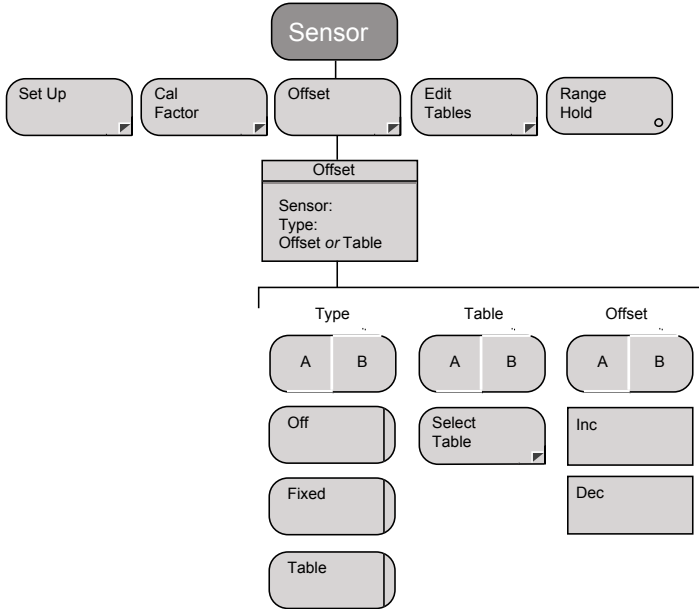 Sensor
Set Up
Cal
Factor
Offset
Edit
Tables
Range
Hold
Offset
Sensor:
Type:
Offset or Table
Type
Table
Offset
A B
A B
A B
Off
Select
Table
Inc
Fixed
Dec
Table